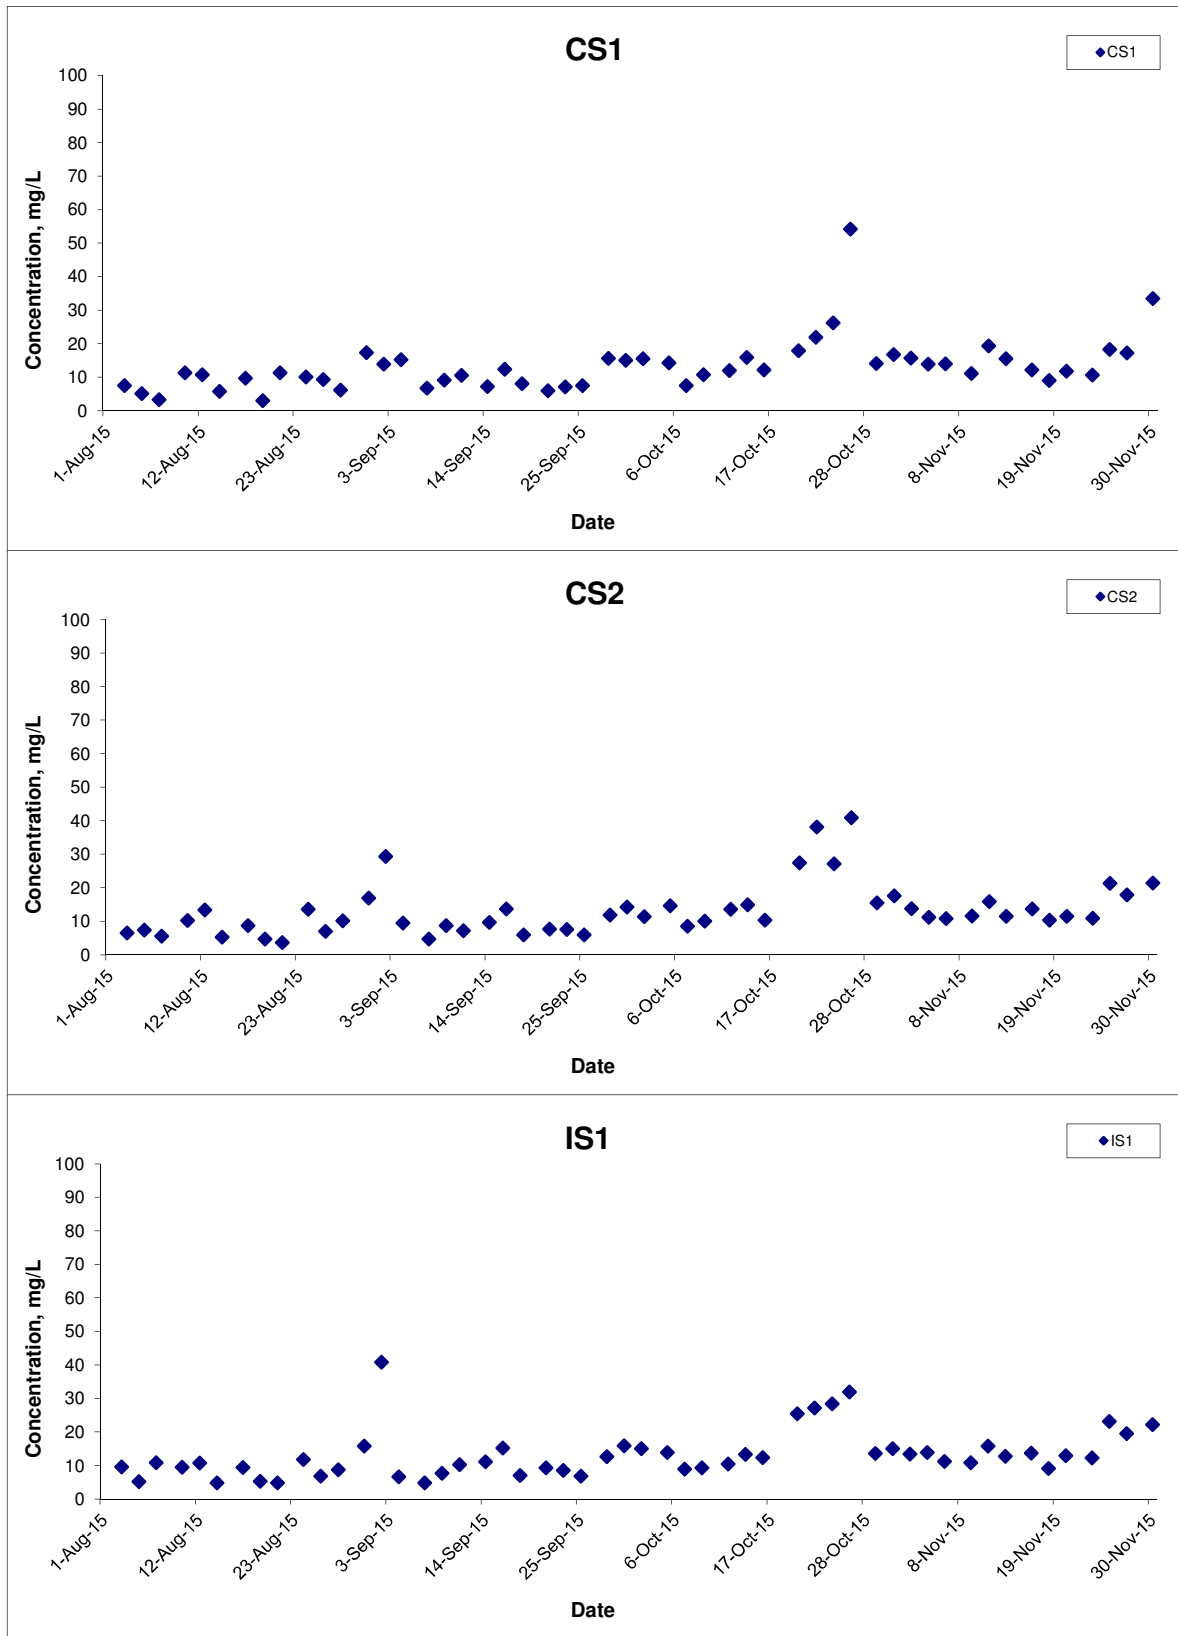 CS1
CS1
100
90
80
70
60
50
40
30
20
10
0
Concentration, mg/L
1-Aug-15
12-Aug-15
23-Aug-15
3-Sep-15
14-Sep-15
25-Sep-15
6-Oct-15
17-Oct-15
28-Oct-15
8-Nov-15
19-Nov-15
30-Nov-15
Date
CS2
CS2
100
90
80
70
60
50
40
30
20
10
0
Concentration, mg/L
1-Aug-15
12-Aug-15
23-Aug-15
3-Sep-15
14-Sep-15
25-Sep-15
6-Oct-15
17-Oct-15
28-Oct-15
8-Nov-15
19-Nov-15
30-Nov-15
Date
IS1
IS1
100
90
80
70
60
50
40
30
20
10
0
Concentration, mg/L
1-Aug-15
12-Aug-15
23-Aug-15
3-Sep-15
14-Sep-15
25-Sep-15
6-Oct-15
17-Oct-15
28-Oct-15
8-Nov-15
19-Nov-15
30-Nov-15
Date